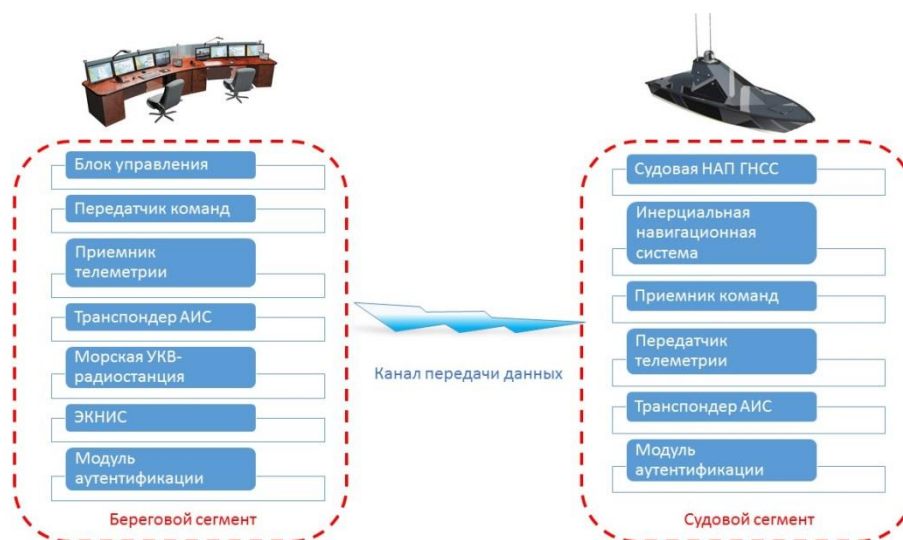 Блок управления
Передатчик команд
Приемник
телеметрии
Транспондер АИС
Морская УКВ-
радиостанция
ЭКНИС
Модуль
аутентификации
Береговой сегмент
Канал передачи данных
Судовая НАП ГНСС
Инерциальная
навигационная
система
Приемник команд
Передатчик
телеметрии
Транспондер АИС
Модуль
аутентификации
Судовой сегмент